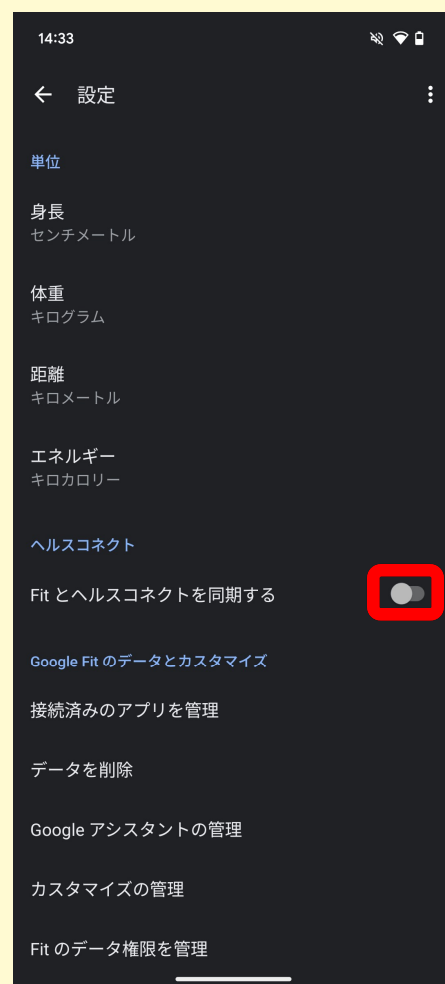 14:33
設定
単位
身長
センチメートル
体重
キログラム
距離
キロメートル
エネルギー
キロカロリー
ヘルスコネクト
Fit とヘルスコネクトを同期する
Google Fit のデータとカスタマイズ
接続済みのアプリを管理
データを削除
Google アシスタントの管理
カスタマイズの管理
Fit のデータ権限を管理